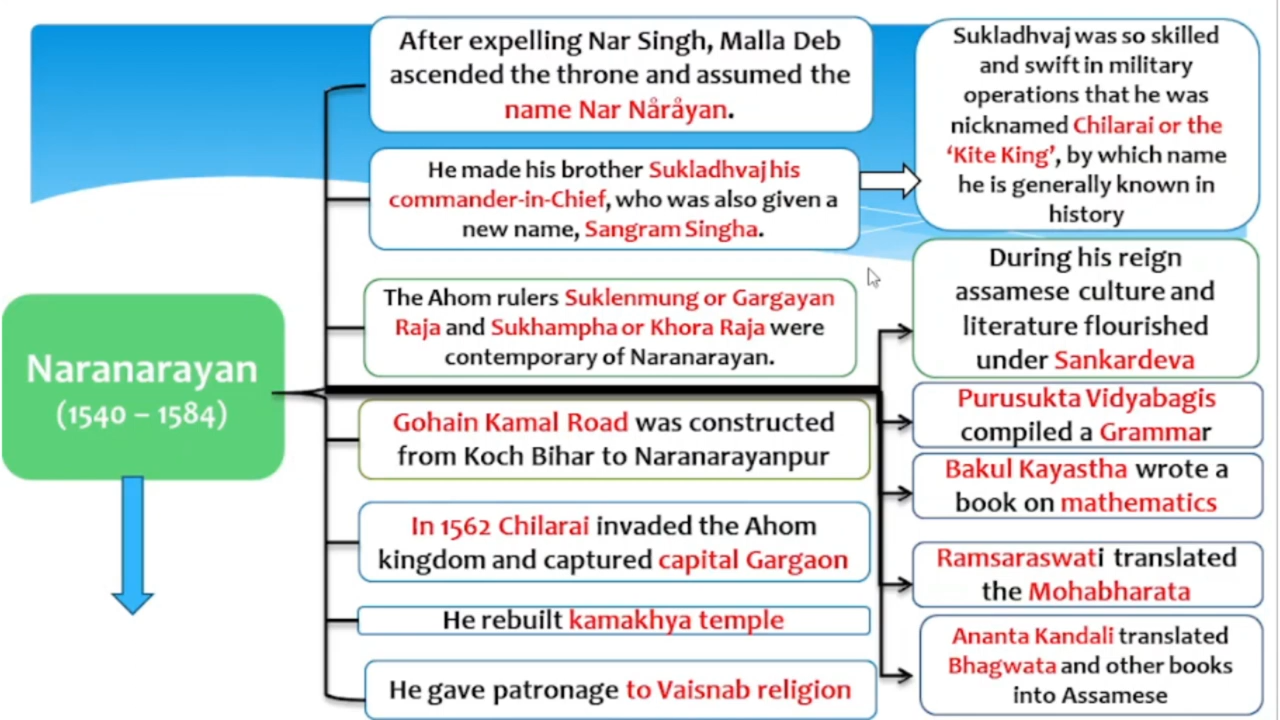 Naranarayan
(1540 – 1584)
After expelling Nar Singh, Malla Deb
ascended the throne and assumed the
name Nar Nåråyan.
He made his brother Sukladhvaj his
commander-in-Chief, who was also given a
new name, Sangram Singha.
Sukladhvaj was so skilled
and swift in military
operations that he was
nicknamed Chilarai or the
‘Kite King’, by which name
he is generally known in
history
The Ahom rulers Suklenmung or Gargayan
Raja and Sukhampha or Khora Raja were
contemporary of Naranarayan.
Gohain Kamal Road was constructed
from Koch Bihar to Naranarayanpur
In 1562 Chilarai invaded the Ahom
kingdom and captured capital Gargaon
He rebuilt kamakhya temple
He gave patronage to Vaisnab religion
During his reign
assamese culture and
literature flourished
under Sankardeva
Purusukta Vidyabagis
compiled a Grammar
Bakul Kayastha wrote a
book on mathematics
Ramsaraswati translated
the Mohabharata
Ananta Kandali translated
Bhagwata and other books
into Assamese